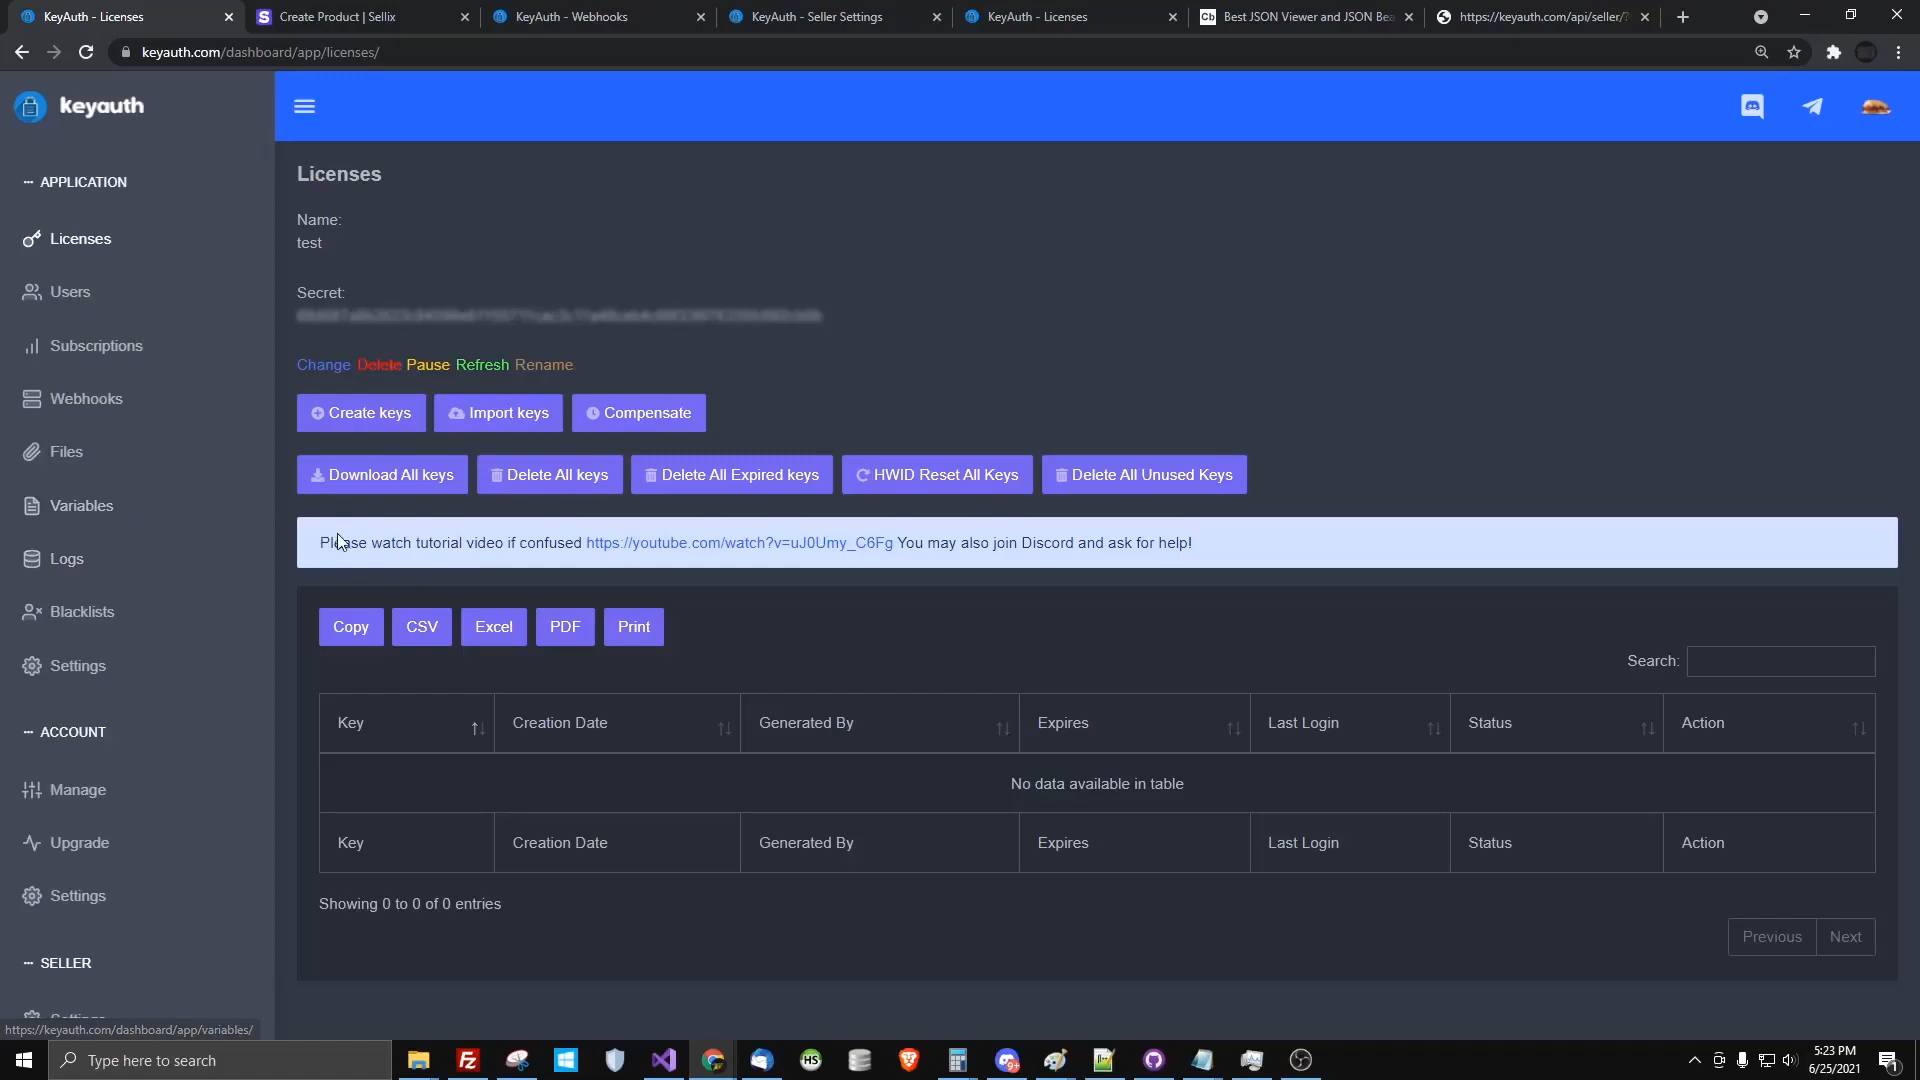 KeyAuth - Licenses
Create Product | Sellix
KeyAuth - Webhooks
KeyAuth - Seller Settings
KeyAuth - Licenses
Cb
Best JSON Viewer and JSON Bea
https://keyauth.com/api/seller/?
keyauth.com/dashboard/app/licenses/
keyauth
APPLICATION
Licenses
Users
Subscriptions
Webhooks
Files
Variables
Logs
Blacklists
Settings
ACCOUNT
Manage
Upgrade
Settings
SELLER
Settings
https://keyauth.com/dashboard/app/variables/
Licenses
Name:
test
Secret:
Change Delete Pause Refresh Rename
Create keys Import keys Compensate
Download All keys Delete All keys Delete All Expired keys HWID Reset All Keys Delete All Unused Keys
Please watch tutorial video if confused https://youtube.com/watch?v=uJ0Umy_C6Fg You may also join Discord and ask for help!
Copy CSV Excel PDF Print
Search:
Key Creation Date Generated By Expires Last Login Status Action
No data available in table
Key Creation Date Generated By Expires Last Login Status Action
Showing 0 to 0 of 0 entries
Previous Next
Type here to search
Fz
HS
9+
5:23 PM
6/25/2021
1